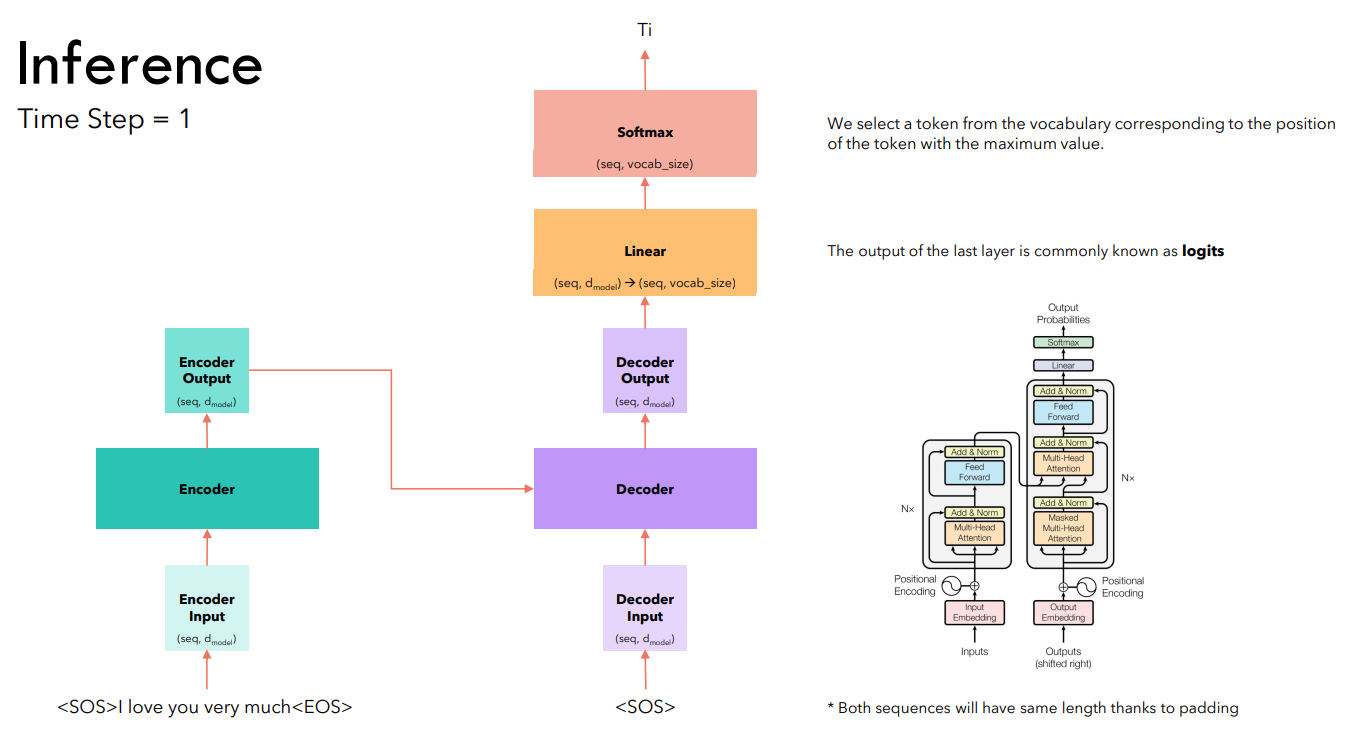 Inference
Time Step = 1
Ti
Softmax
(seq, vocab_size)
We select a token from the vocabulary corresponding to the position
of the token with the maximum value.
Linear
(seq, dmodel) → (seq, vocab_size)
The output of the last layer is commonly known as logits
Encoder
Output
(seq, dmodel)
Decoder
Output
(seq, dmodel)
Encoder
Decoder
Encoder
Input
(seq, dmodel)
Decoder
Input
(seq, dmodel)
<SOS>I love you very much<EOS>
<SOS>
Output
Probabilities
Softmax
Linear
Add & Norm
Feed
Forward
Add & Norm
Multi-Head
Attention
Add & Norm
Masked
Multi-Head
Attention
N×
Add & Norm
Feed
Forward
Add & Norm
Multi-Head
Attention
N×
Positional
Encoding
Positional
Encoding
Input
Embedding
Output
Embedding
Inputs
Outputs
(shifted right)
* Both sequences will have same length thanks to padding